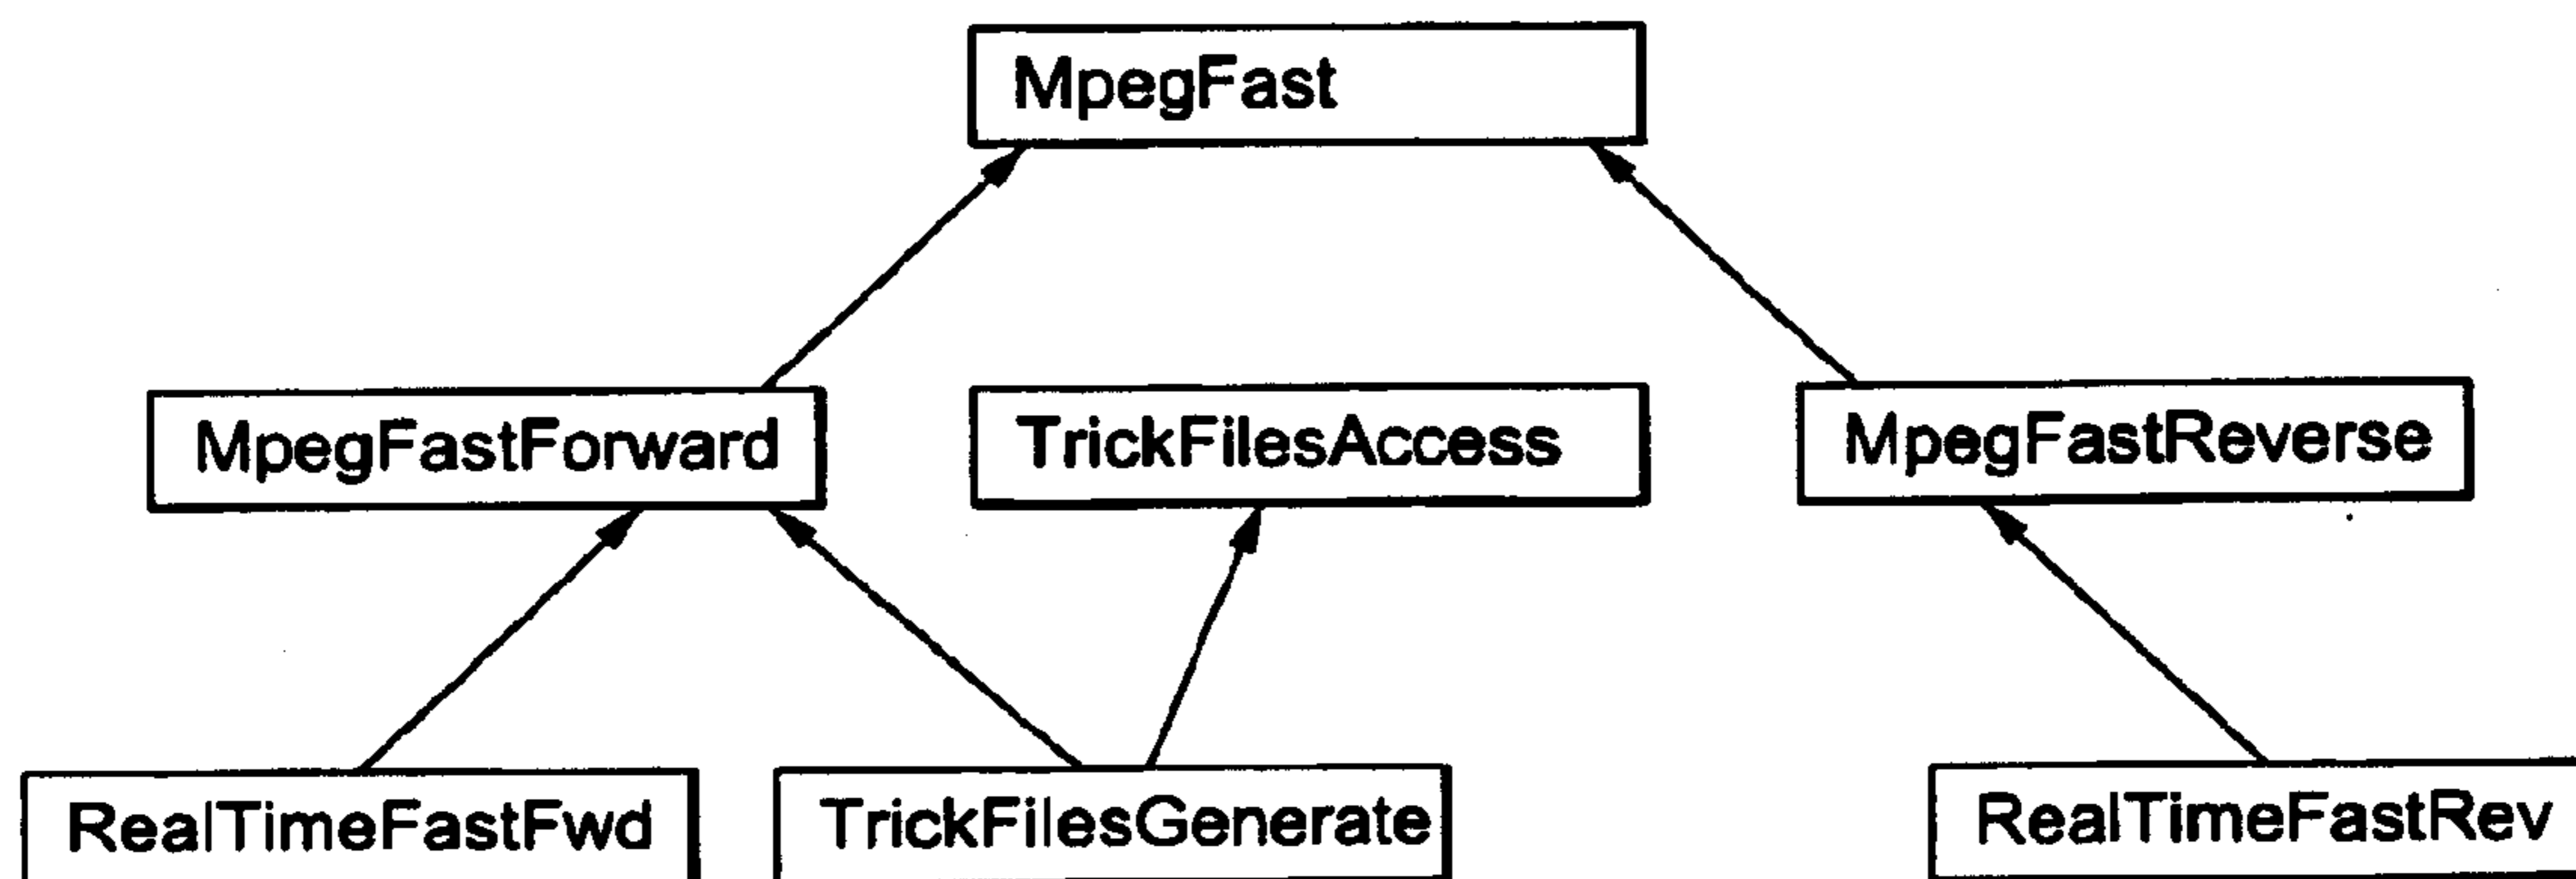 MpegFast
MpegFastForward
TrickFilesAccess
MpegFastReverse
RealTimeFastFwd
TrickFilesGenerate
RealTimeFastRev